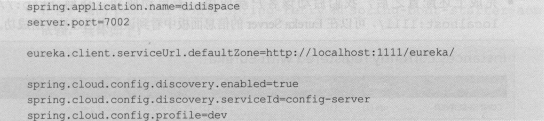 spring.application.name=didispace
server.port=7002
eureka.client.serviceUrl.defaultZone=http://localhost:1111/eureka/
spring.cloud.config.discovery.enabled=true
spring.cloud.config.discovery.serviceId=config-server
spring.cloud.config.profile=dev